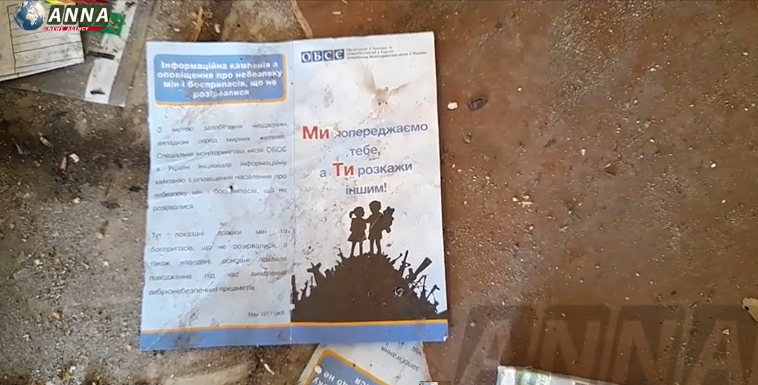 ANNA
NEWS AGENCY
Інформаційна кампанія з
оповіщення про небезпеку
мін і боєприпасів, що не
розірвалися
З метою запобігання нещасним
випадкам серед мирних жителів,
Спеціальна моніторингова місія ОБСЄ
в Україні ініціювала інформаційну
кампанію з оповіщення населення про
небезпеку мін і боєприпасів, що не
розірвалися.
Тут показані зразки мін та
боєприпасів, що не розірвалися, а
також наведені основні правила
поводження під час виявлення
вибухонебезпечних предметів.
May 2017 UKR
ОБСЄ
Ми попереджаємо
тебе,
а Ти розкажи
іншим!
ANNA